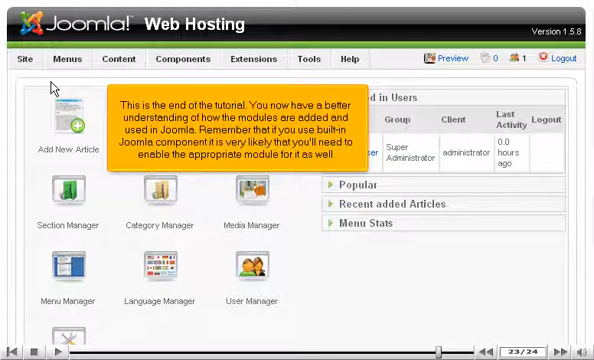 Joomla! Web Hosting
Version 1.5.8
Site Menus Content Components Extensions Tools Help Preview 0 1 Logout
This is the end of the tutorial. You now have a better
understanding of how the modules are added and
used in Joomla. Remember that if you use built-in
Joomla component it is very likely that you'll need to
enable the appropriate module for it as well
d in Users
Group Client Last Activity Logout
Super Administrator administrator 0.0 hours ago
Add New Article
Popular
Recent added Articles
Menu Stats
Section Manager Category Manager Media Manager
Menu Manager Language Manager User Manager
23/24